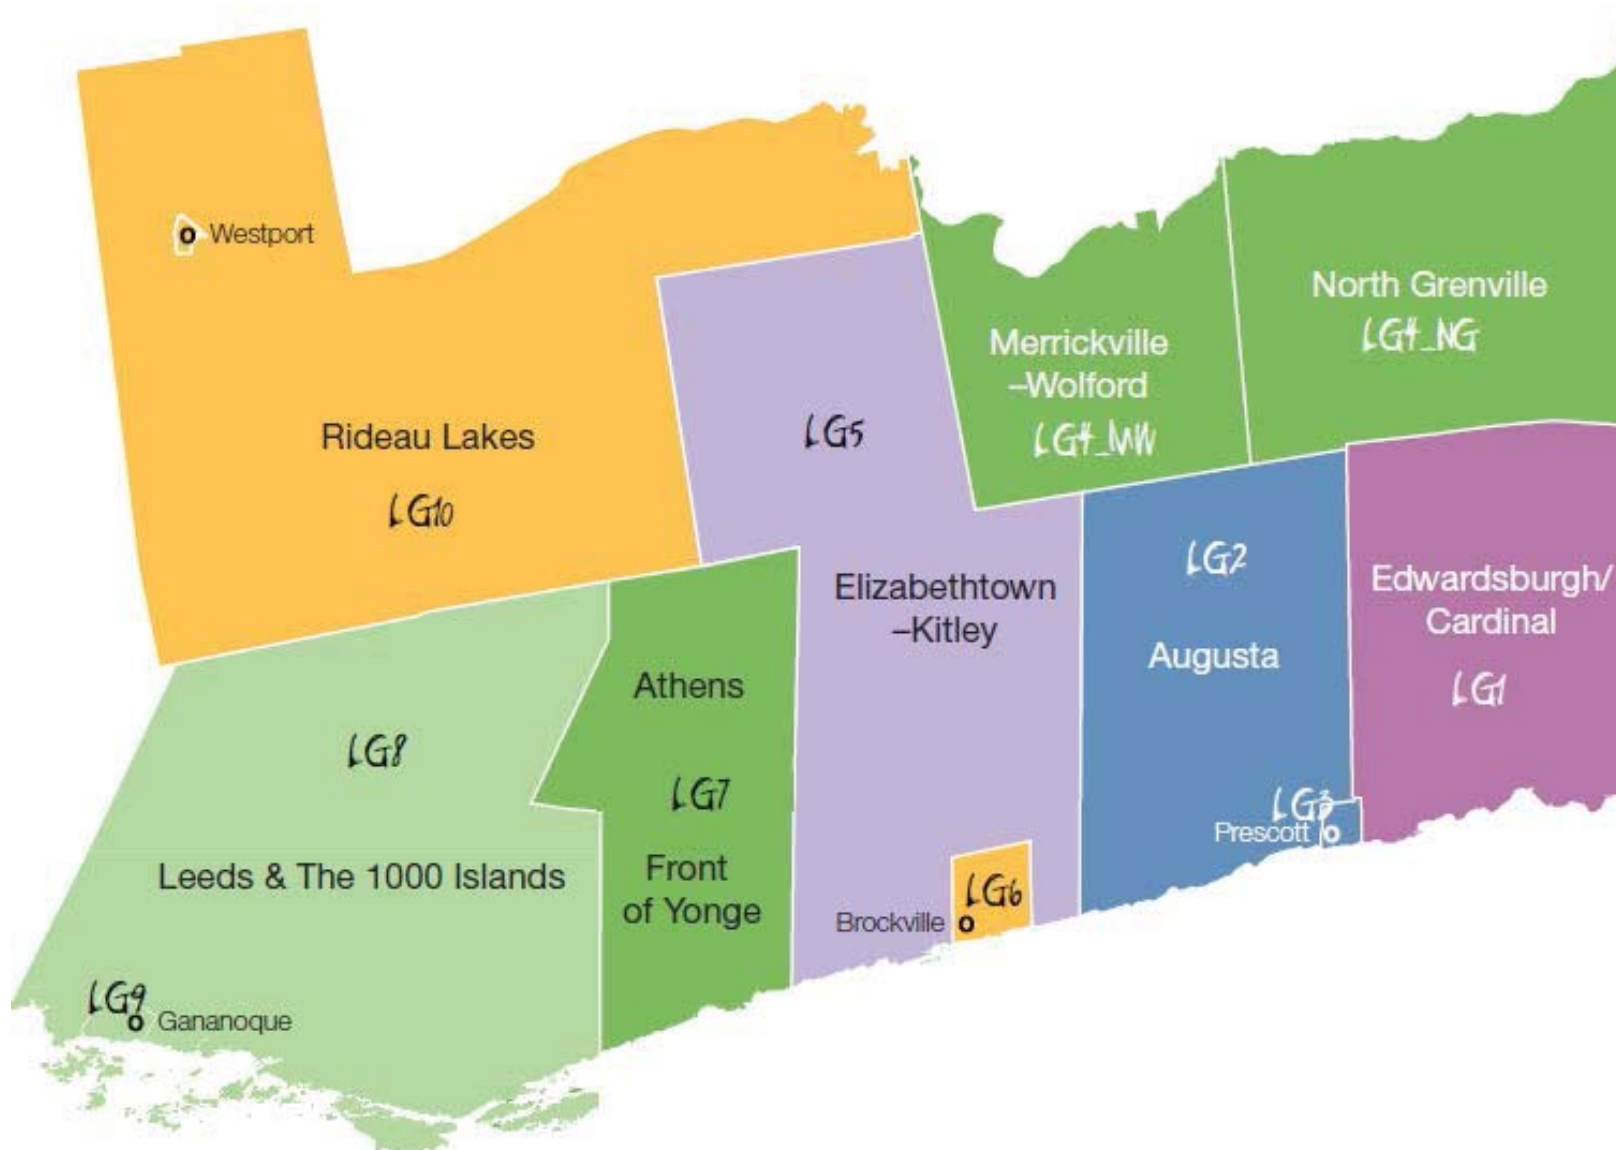 Westport
North Grenville
LG4_NG
Merrickville
–Wolford
LG4_MW
Rideau Lakes
LG10
LG5
LG2
Edwardsburgh/
Cardinal
LG1
Elizabethtown
–Kitley
Augusta
Athens
LG7
Front
of Yonge
LG8
Leeds & The 1000 Islands
LG3
Prescott
LG6
Brockville
LG9
Gananoque